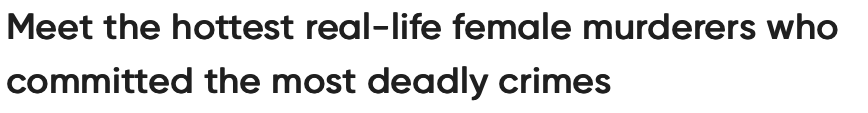 Meet the hottest real-life female murderers who
committed the most deadly crimes